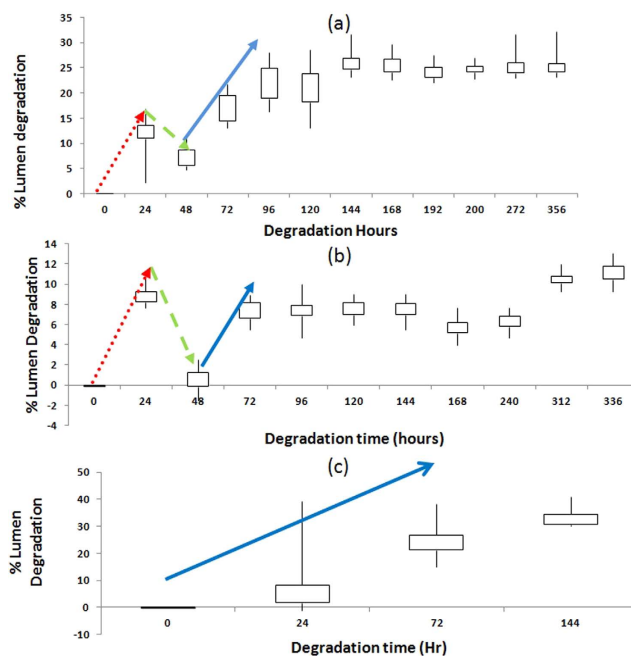 (a)
% Lumen degradation
35
30
25
20
15
10
5
0
0 24 48 72 96 120 144 168 192 200 272 356
Degradation Hours
(b)
% Lumen Degradation
14
12
10
8
6
4
2
0
-2
-4
0 24 48 72 96 120 144 168 240 312 336
Degradation time (hours)
(c)
% Lumen
Degradation
50
40
30
20
10
0
-10
0 24 72 144
Degradation time (Hr)